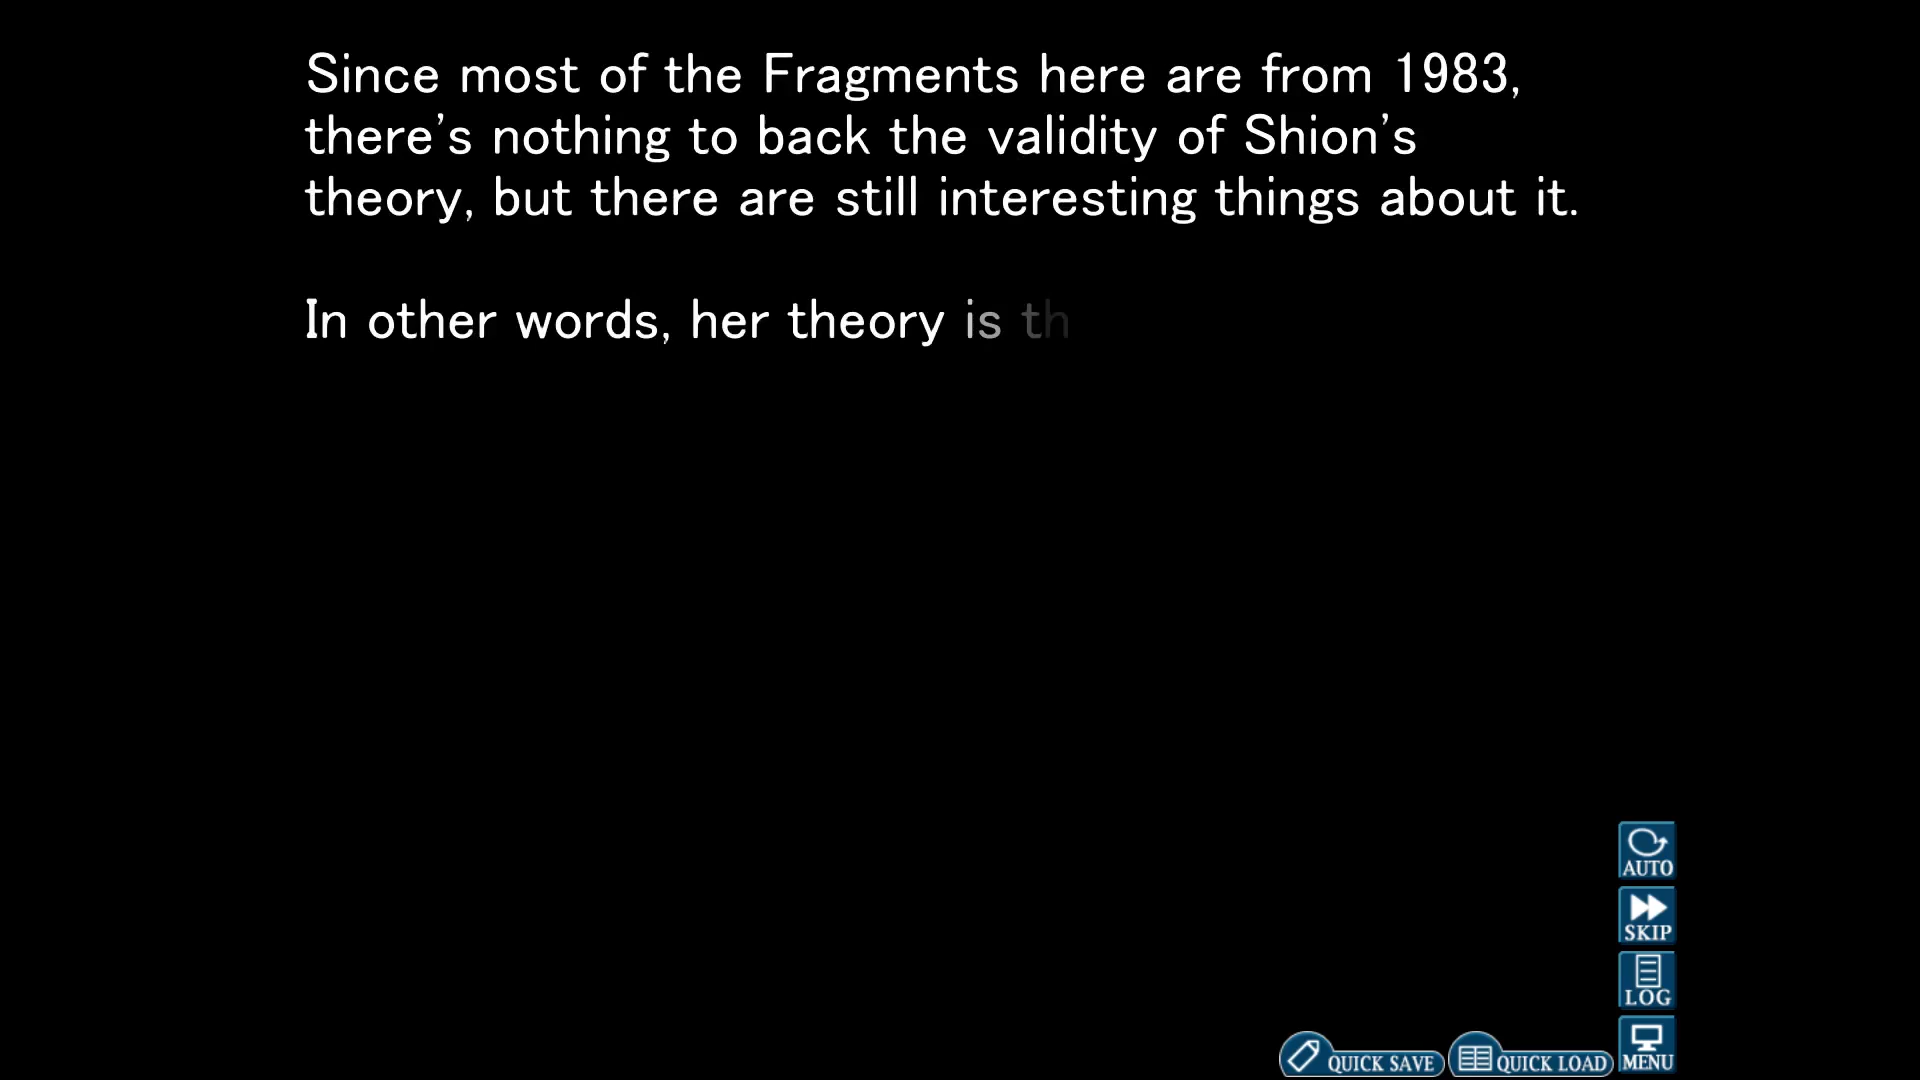 Since most of the Fragments here are from 1983,
there's nothing to back the validity of Shion's
theory, but there are still interesting things about it.
In other words, her theory is th
AUTO
SKIP
LOG
MENU
QUICK SAVE
QUICK LOAD